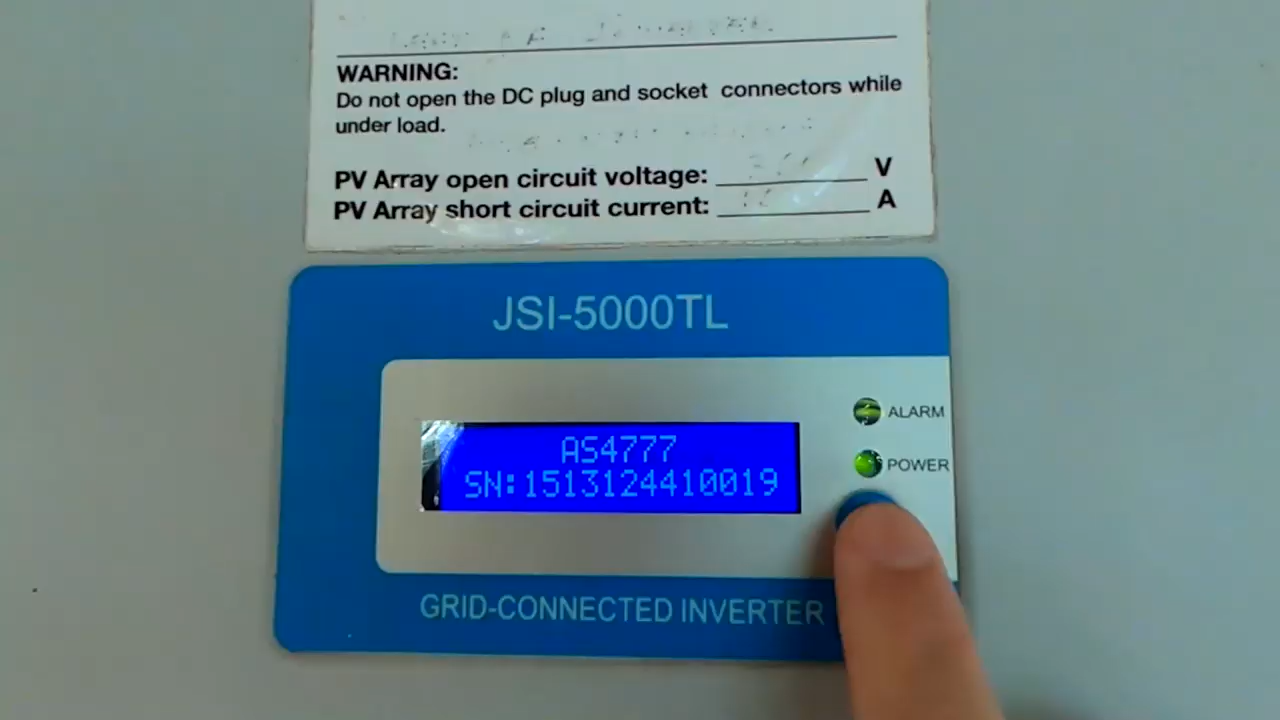 WARNING:
Do not open the DC plug and socket connectors while
under load.
PV Array open circuit voltage: V
PV Array short circuit current: A
JSI-5000TL
ALARM
AS4777
POWER
SN:1513124410019
GRID-CONNECTED INVERTER